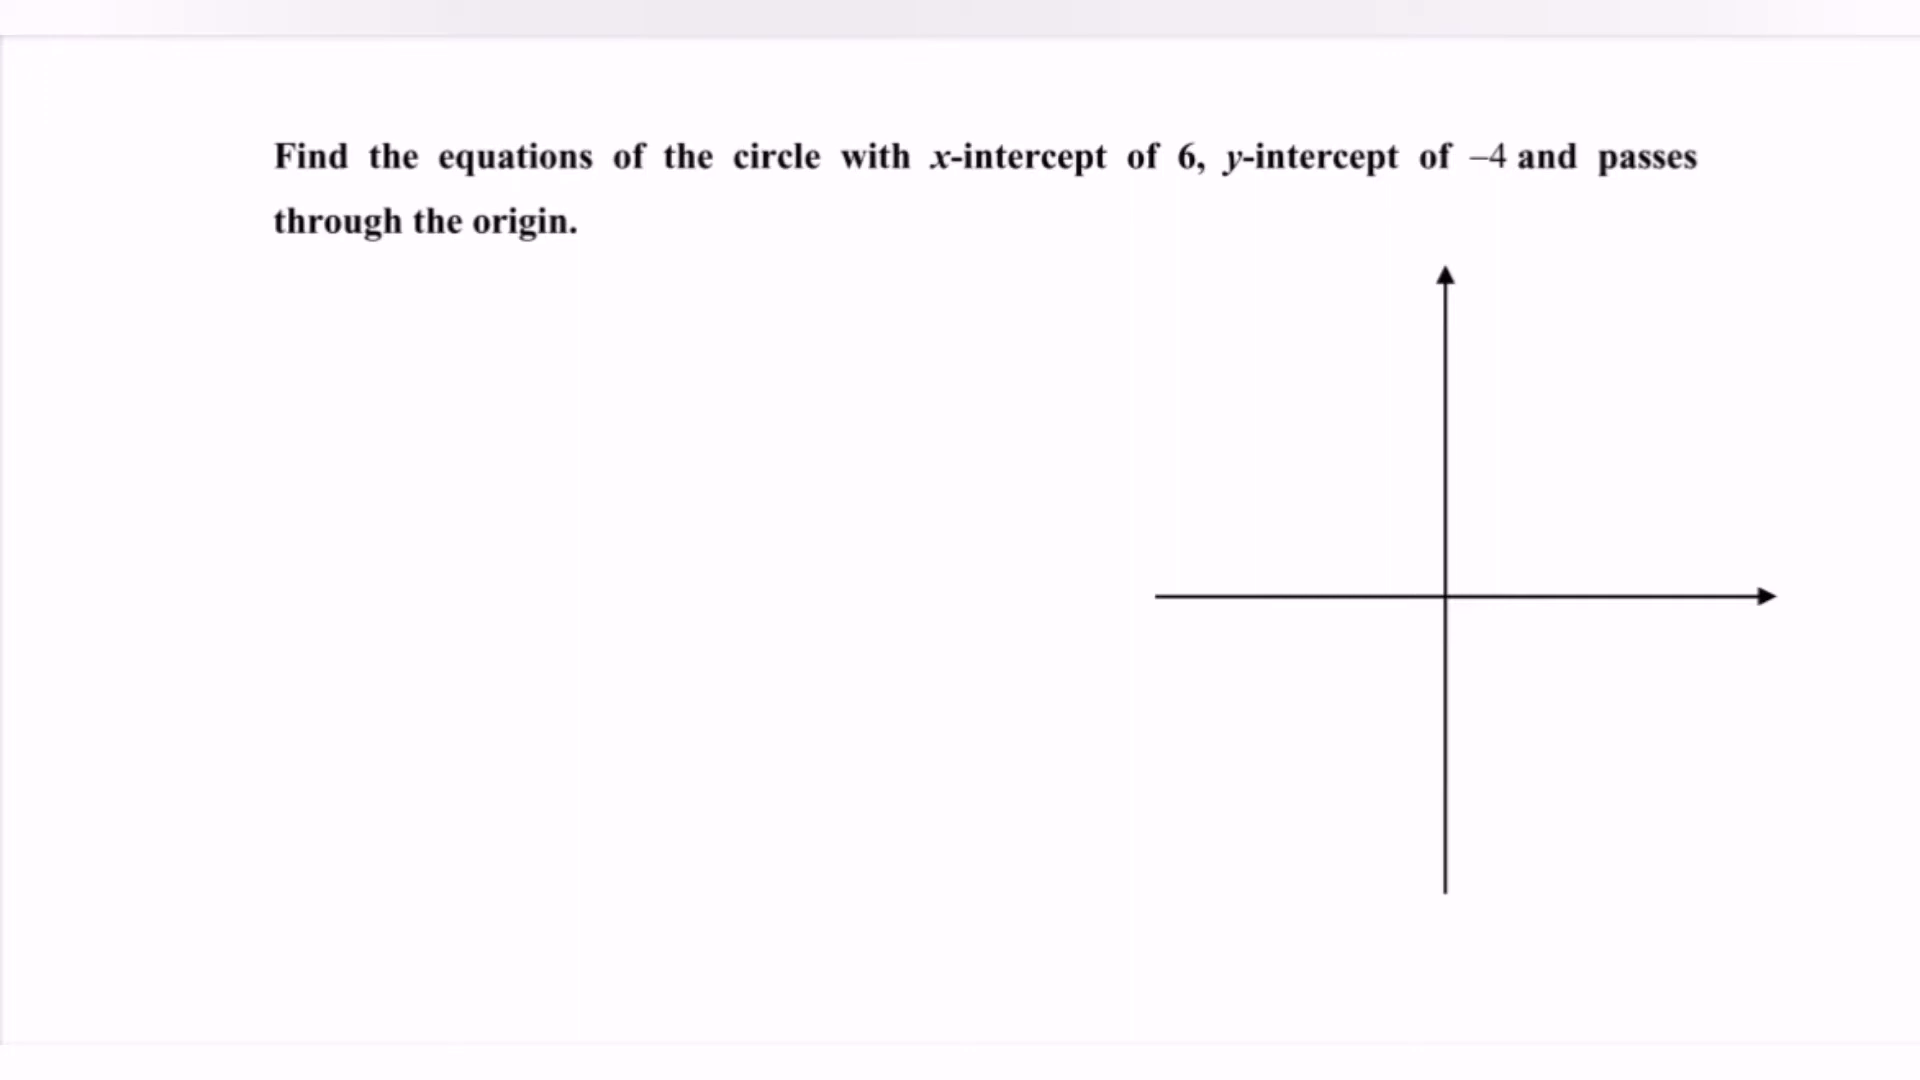 Find the equations of the circle with x-intercept of 6, y-intercept of −4 and passes
through the origin.